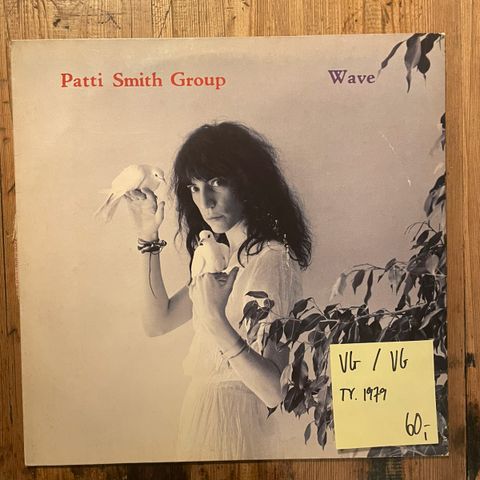 Patti Smith Group Wave
VG / VG
TY. 1979
60,-